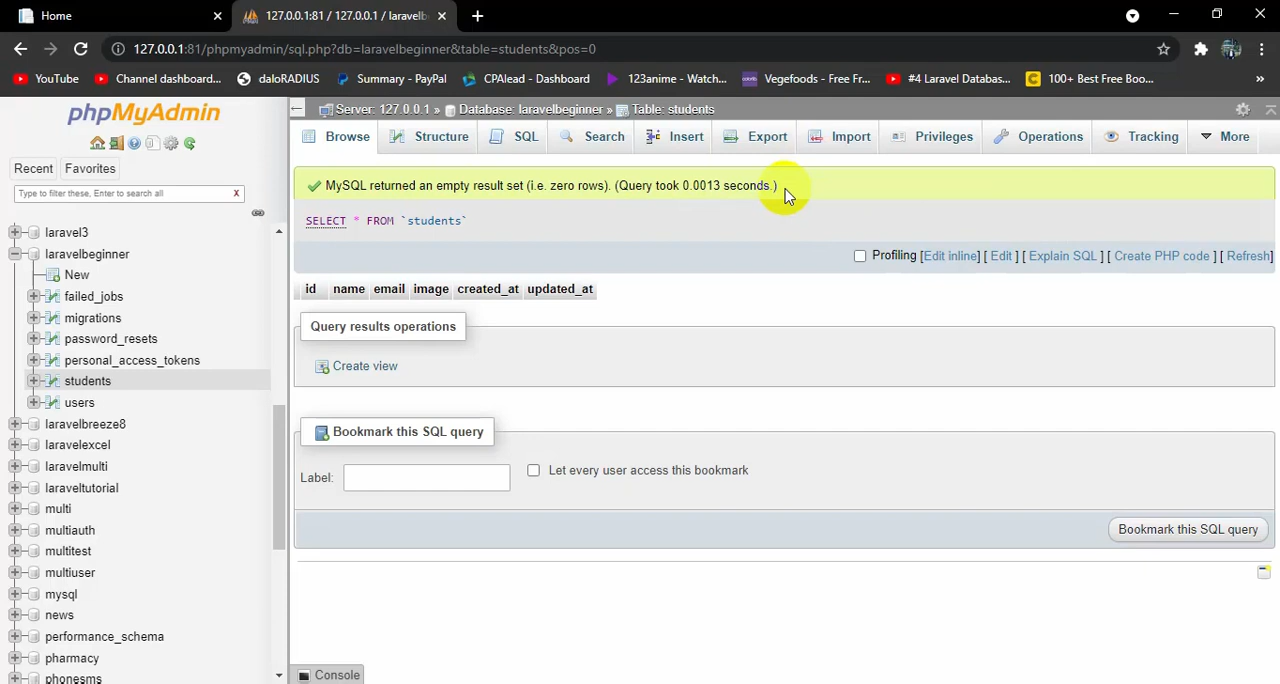 Home
127.0.0.1:81 / 127.0.0.1 / laravelb
127.0.0.1:81/phpmyadmin/sql.php?db=laravelbeginner&table=students&pos=0
YouTube
Channel dashboard...
daloRADIUS
Summary - PayPal
CPAlead - Dashboard
123anime - Watch...
Vegefoods - Free Fr...
#4 Laravel Databas...
100+ Best Free Boo...
»
phpMyAdmin
Recent
Favorites
Type to filter these, Enter to search all
X
laravel3
laravelbeginner
New
failed_jobs
migrations
password_resets
personal_access_tokens
students
users
laravelbreeze8
laravelexcel
laravelmulti
laraveltutorial
multi
multiauth
multitest
multiuser
mysql
news
performance_schema
pharmacy
phonesms
Server: 127.0.0.1 » Database: laravelbeginner » Table: students
Browse
Structure
SQL
Search
Insert
Export
Import
Privileges
Operations
Tracking
More
MySQL returned an empty result set (i.e. zero rows). (Query took 0.0013 seconds.)
SELECT * FROM `students`
Profiling [Edit inline] [ Edit ] [ Explain SQL ] [ Create PHP code ] [ Refresh]
id name email image created_at updated_at
Query results operations
Create view
Bookmark this SQL query
Label:
Let every user access this bookmark
Bookmark this SQL query
Console